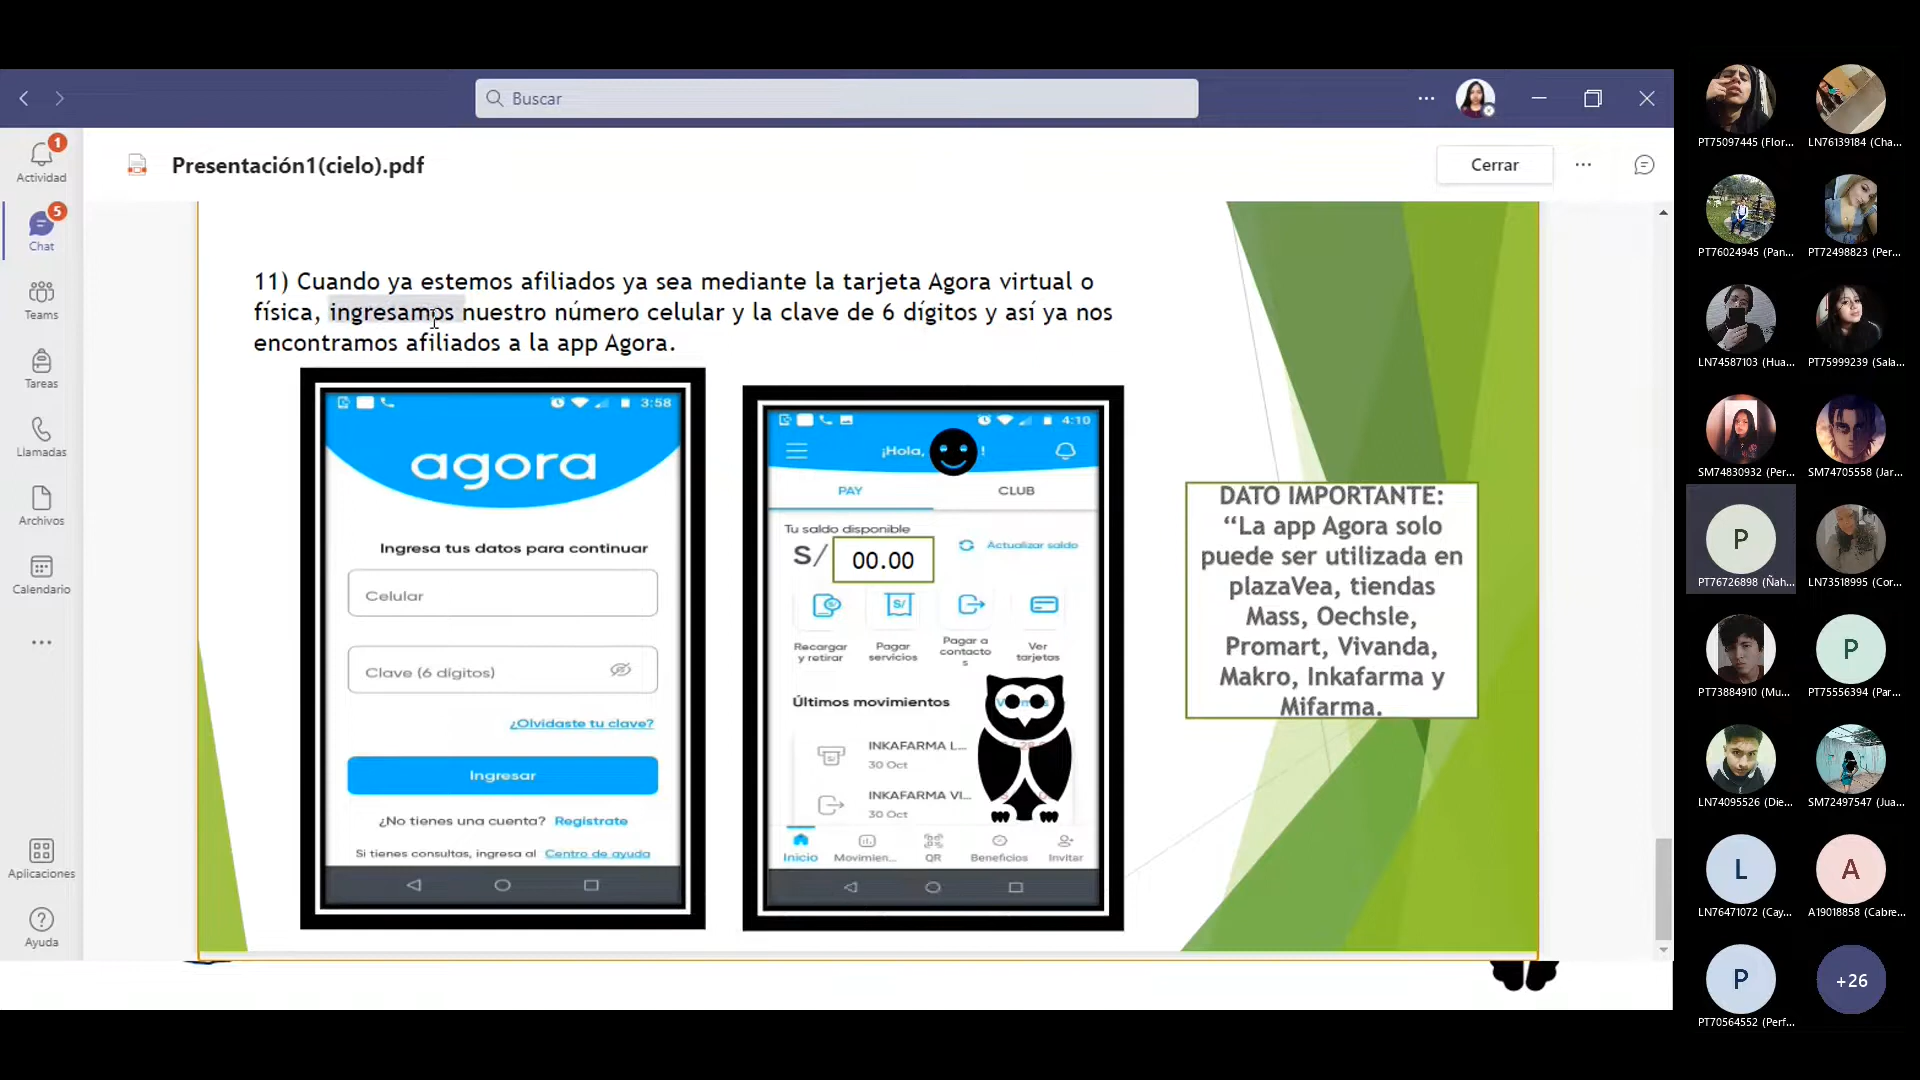 Buscar
1
Actividad
5
Chat
Teams
Tareas
Llamadas
Archivos
Calendario
Aplicaciones
Ayuda
Presentación1(cielo).pdf
Cerrar
11) Cuando ya estemos afiliados ya sea mediante la tarjeta Agora virtual o
física, ingresamos nuestro número celular y la clave de 6 dígitos y así ya nos
encontramos afiliados a la app Agora.
3:58
agora
Ingresa tus datos para continuar
Celular
Clave (6 dígitos)
¿Olvidaste tu clave?
Ingresar
¿No tienes una cuenta? Regístrate
Si tienes consultas, ingresa al Centro de ayuda
4:10
¡Hola, !
PAY CLUB
Tu saldo disponible
S/ 00.00 Actualizar saldo
S/
Recargar
y retirar
Pagar
servicios
Pagar a
contacto
s
Ver
tarjetas
Últimos movimientos
INKAFARMA L...
30 Oct
INKAFARMA VI...
30 Oct
Inicio Movimien... QR Beneficios Invitar
DATO IMPORTANTE:
“La app Agora solo
puede ser utilizada en
plazaVea, tiendas
Mass, Oechsle,
Promart, Vivanda,
Makro, Inkafarma y
Mifarma.
PT75097445 (Flor... LN76139184 (Cha...
PT76024945 (Pan... PT72498823 (Per...
LN74587103 (Hua... PT75999239 (Sala...
SM74830932 (Per... SM74705558 (Jar...
P
PT76726898 (Ñah... LN73518995 (Cor...
P
PT73884910 (Mu... PT75556394 (Par...
LN74095526 (Die... SM72497547 (Jua...
L A
LN76471072 (Cay... A19018858 (Cabre...
P +26
PT70564552 (Perf...